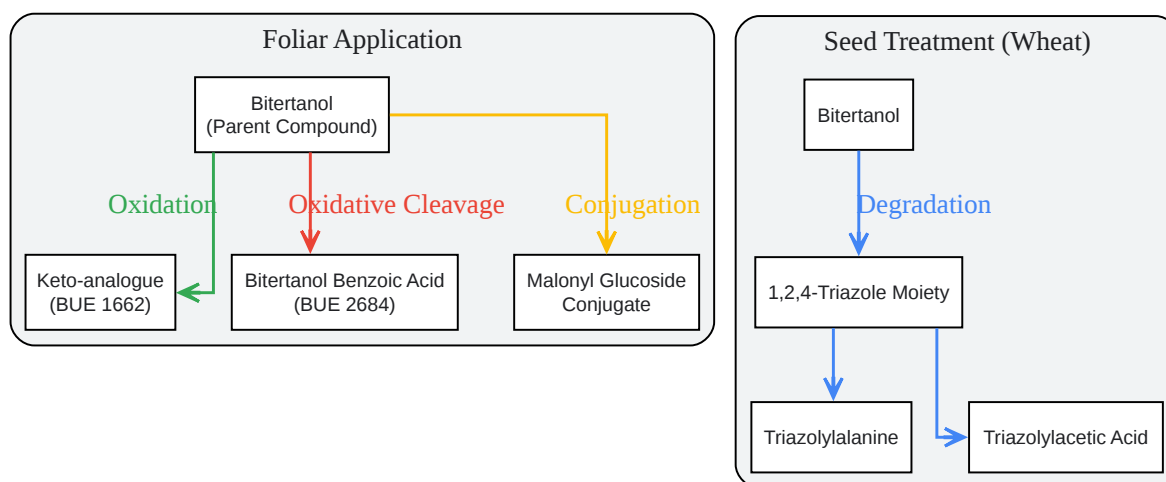 Foliar Application
Bitertanol
(Parent Compound)
Oxidation
Oxidative Cleavage
Conjugation
Keto-analogue
(BUE 1662)
Bitertanol Benzoic Acid
(BUE 2684)
Malonyl Glucoside
Conjugate
Seed Treatment (Wheat)
Bitertanol
Degradation
1,2,4-Triazole Moiety
Triazolylalanine
Triazolylacetic Acid